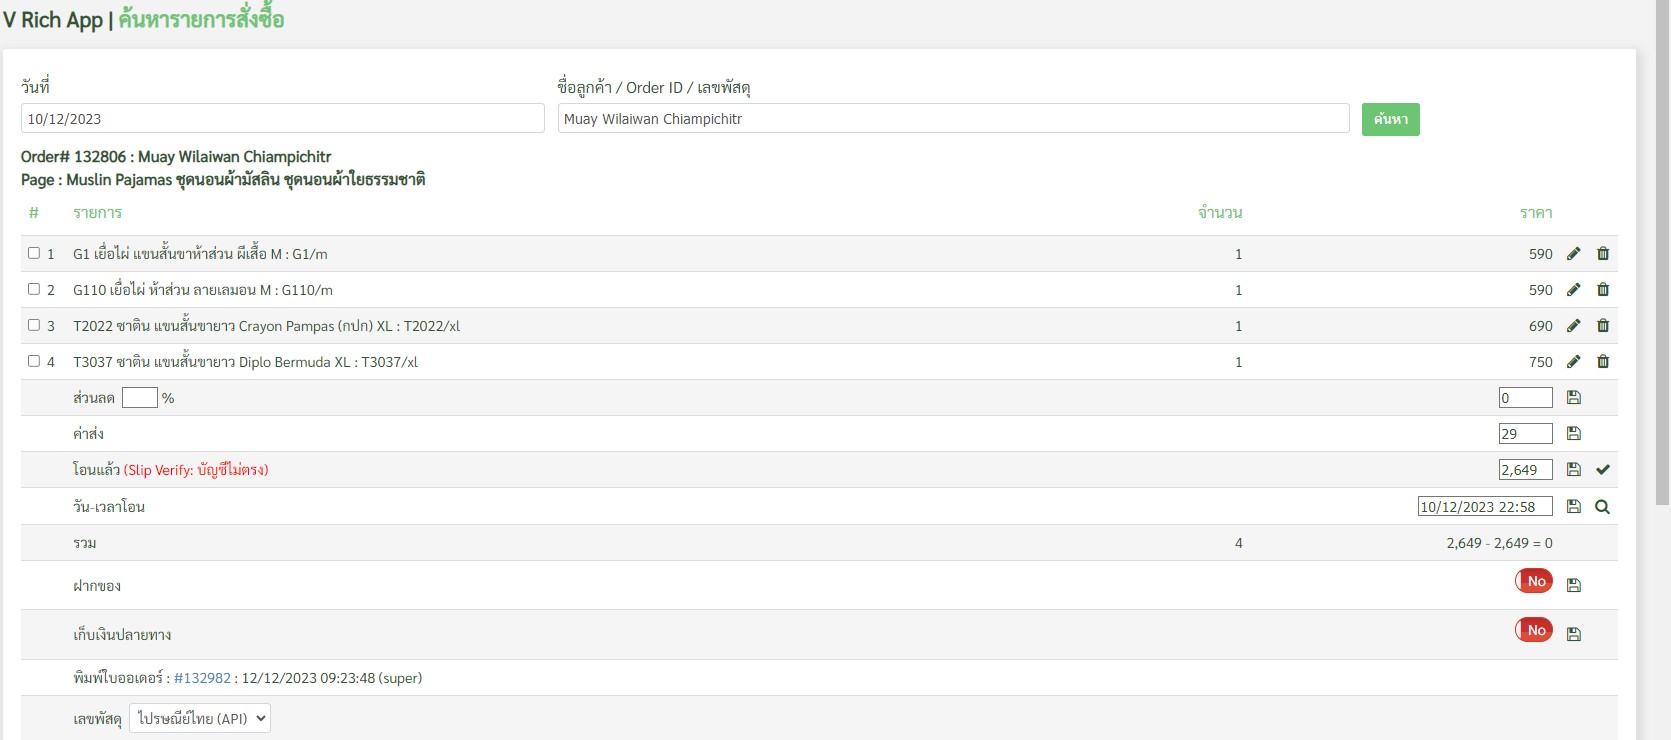 V Rich App | ค้นหารายการสั่งซื้อ
วันที่ ชื่อลูกค้า / Order ID / เลขพัสดุ
10/12/2023 Muay Wilaiwan Chiampichitr ค้นหา
Order# 132806 : Muay Wilaiwan Chiampichitr
Page : Muslin Pajamas ชุดนอนผ้ามัสลิน ชุดนอนผ้าใยธรรมชาติ
# รายการ จำนวน ราคา
1 G1 เยื่อไผ่ แขนสั้นขาห้าส่วน ผีเสื้อ M : G1/m 1 590
2 G110 เยื่อไผ่ ห้าส่วน ลายเลมอน M : G110/m 1 590
3 T2022 ซาติน แขนสั้นขายาว Crayon Pampas (กปก) XL : T2022/xl 1 690
4 T3037 ซาติน แขนสั้นขายาว Diplo Bermuda XL : T3037/xl 1 750
ส่วนลด % 0
ค่าส่ง 29
โอนแล้ว (Slip Verify: บัญชีไม่ตรง) 2,649
วัน-เวลาโอน 10/12/2023 22:58
รวม 4 2,649 - 2,649 = 0
ฝากของ No
เก็บเงินปลายทาง No
พิมพ์ใบออเดอร์ : #132982 : 12/12/2023 09:23:48 (super)
เลขพัสดุ ไปรษณีย์ไทย (API)